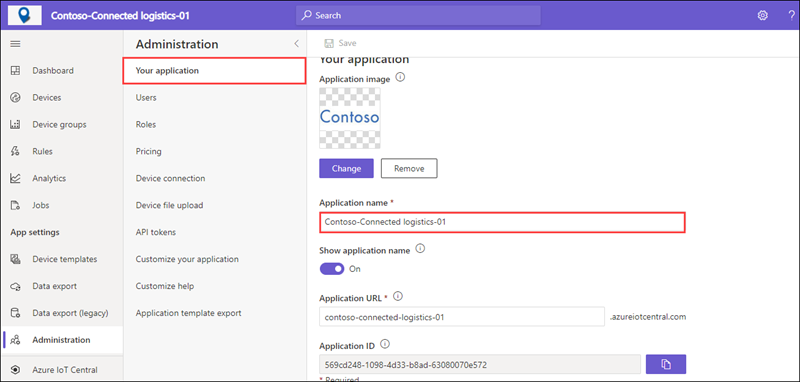 Contoso-Connected logistics-01
Search
?
Dashboard
Devices
Device groups
Rules
Analytics
Jobs
App settings
Device templates
Data export
Data export (legacy)
Administration
Azure IoT Central
Administration
Your application
Users
Roles
Pricing
Device connection
Device file upload
API tokens
Customize your application
Customize help
Application template export
Save
Your application
Application image
Contoso
Change
Remove
Application name *
Contoso-Connected logistics-01
Show application name
On
Application URL *
contoso-connected-logistics-01
.azureiotcentral.com
Application ID
569cd248-1098-4d33-b8ad-63080070e572
* Required